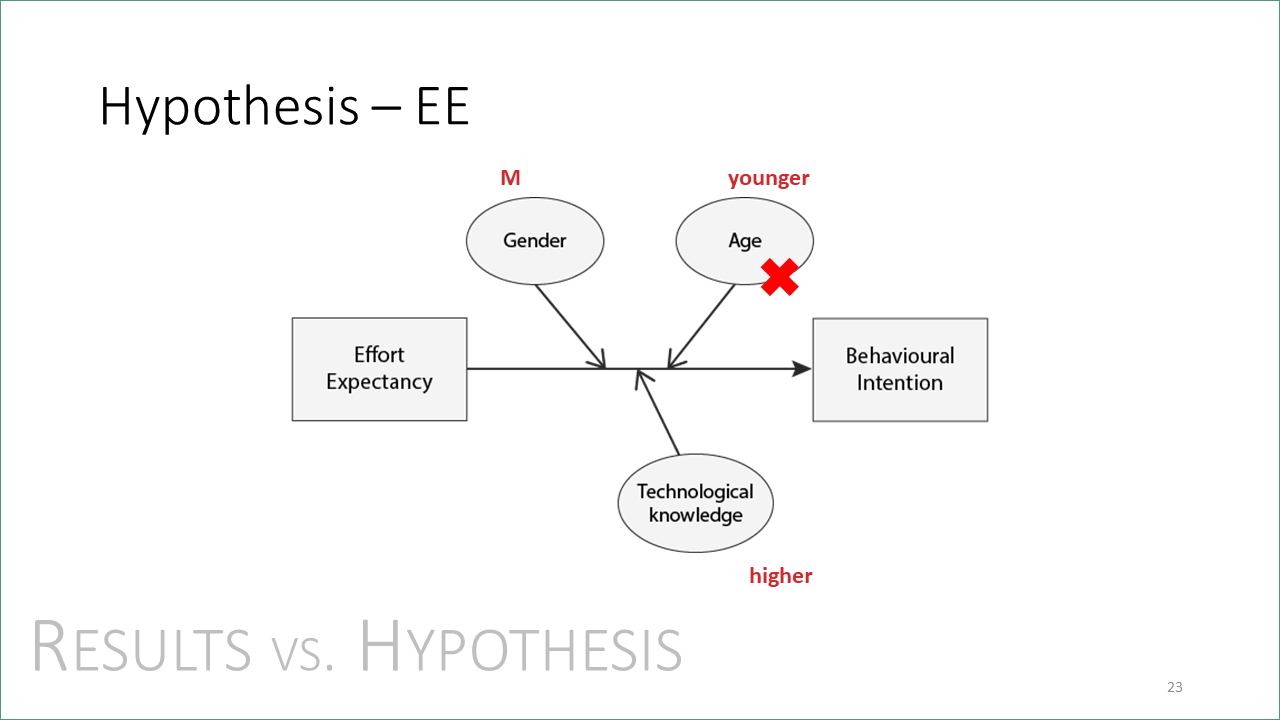 Hypothesis – EE
M
younger
Gender
Age
Effort
Expectancy
Behavioural
Intention
Technological
knowledge
higher
RESULTS VS. HYPOTHESIS
23